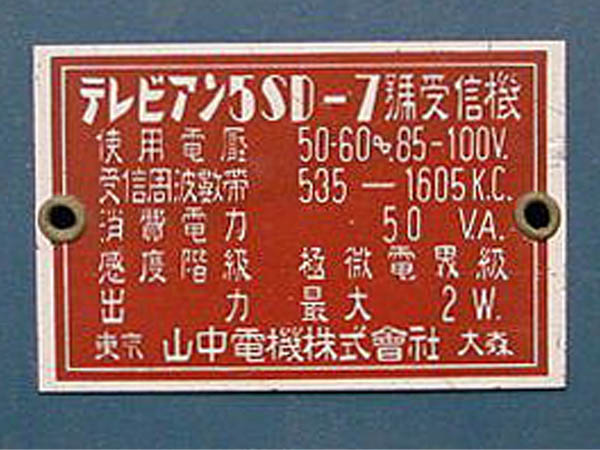 テレビアン5SD-7號受信機
使用電壓 50-60~.85-100V.
受信周波數帶 535 — 1605K.C.
消費電力 50 V.A.
感度階級 極微電界級
出力 最大 2W.
東京 山中電機株式會社 大森